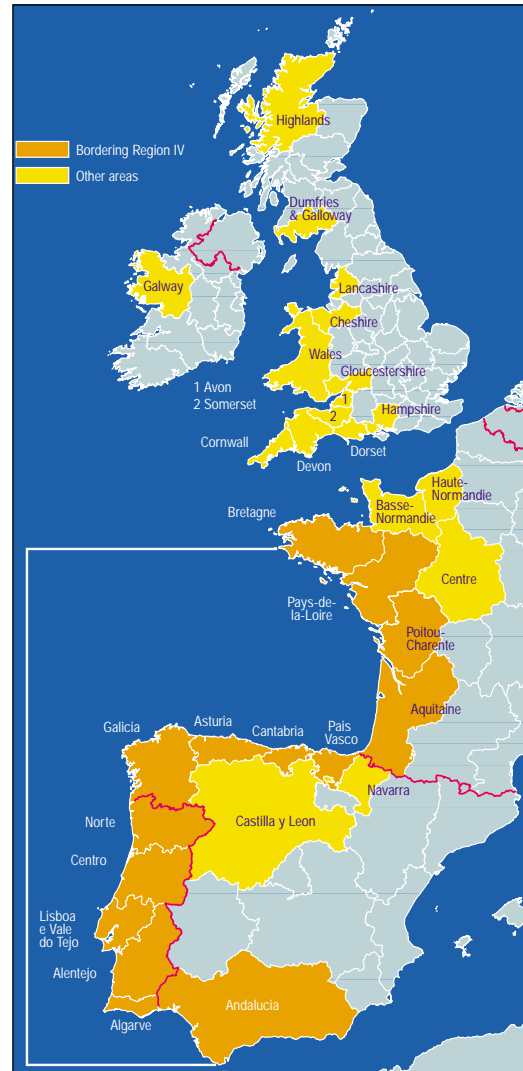 Highlands
Bordering Region IV
Other areas
Dumfries
& Galloway
Galway
Lancashire
Cheshire
Wales
Gloucestershire
1 Avon
2 Somerset
1
2
Hampshire
Cornwall
Devon
Dorset
Haute-
Normandie
Basse-
Normandie
Bretagne
Centre
Pays-de-
la-Loire
Poitou-
Charente
Aquitaine
Galicia
Asturia
Cantabria
Pais
Vasco
Navarra
Norte
Castilla y Leon
Centro
Lisboa
e Vale
do Tejo
Alentejo
Andalucia
Algarve